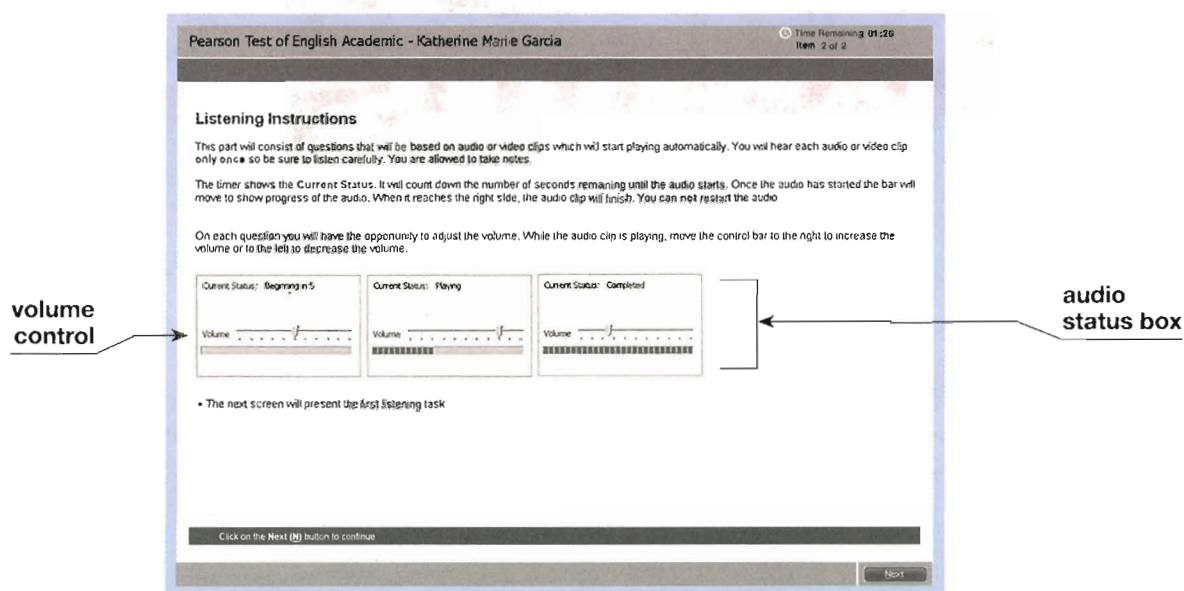 Pearson Test of English Academic - Katherine Marie Garcia
Time Remaining 01:26
Item 2 of 2
Listening Instructions
This part will consist of questions that will be based on audio or video clips which will start playing automatically. You will hear each audio or video clip
only once so be sure to listen carefully. You are allowed to take notes.
The timer shows the Current Status. It will count down the number of seconds remaining until the audio starts. Once the audio has started the bar will
move to show progress of the audio. When it reaches the right side, the audio clip will finish. You can not restart the audio
On each question you will have the opportunity to adjust the volume. While the audio clip is playing, move the control bar to the right to increase the
volume or to the left to decrease the volume.
Current Status: Beginning in 5
Current Status: Playing
Current Status: Completed
volume
control
audio
status box
Volume
Volume
Volume
• The next screen will present the first listening task
Click on the Next (N) button to continue
Next